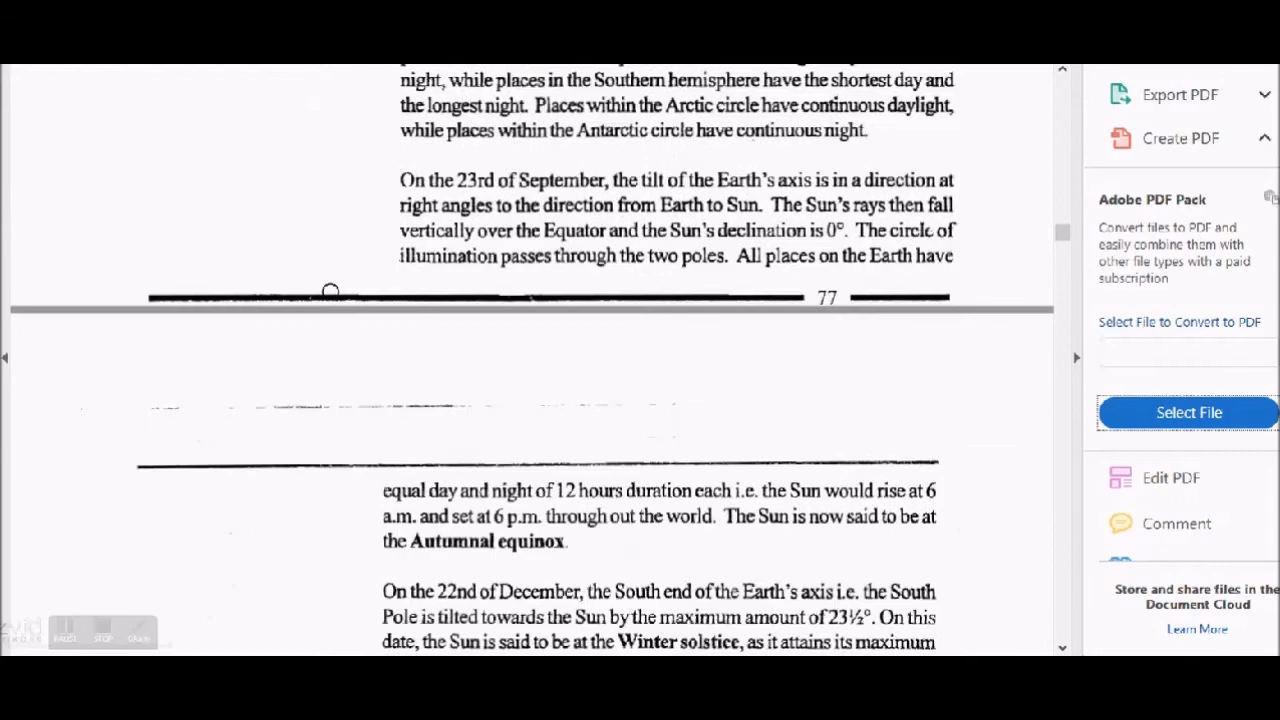 night, while places in the Southern hemisphere have the shortest day and
the longest night. Places within the Arctic circle have continuous daylight,
while places within the Antarctic circle have continuous night.
On the 23rd of September, the tilt of the Earth's axis is in a direction at
right angles to the direction from Earth to Sun. The Sun's rays then fall
vertically over the Equator and the Sun's declination is 0°. The circle of
illumination passes through the two poles. All places on the Earth have
77
equal day and night of 12 hours duration each i.e. the Sun would rise at 6
a.m. and set at 6 p.m. through out the world. The Sun is now said to be at
the Autumnal equinox.
On the 22nd of December, the South end of the Earth's axis i.e. the South
Pole is tilted towards the Sun by the maximum amount of 23½°. On this
date, the Sun is said to be at the Winter solstice, as it attains its maximum
PAUSE STOP DRAW
Export PDF
Create PDF
Adobe PDF Pack
Convert files to PDF and
easily combine them with
other file types with a paid
subscription
Select File to Convert to PDF
Select File
Edit PDF
Comment
Store and share files in the
Document Cloud
Learn More